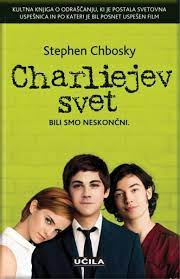 KULTNA KNJIGA O ODRAŠČANJU, KI JE POSTALA SVETOVNA
USPEŠNICA IN PO KATERI JE BIL POSNET USPEŠEN FILM
Stephen Chbosky
Charliejev
svet
BILI SMO NESKONČNI.
UČILA